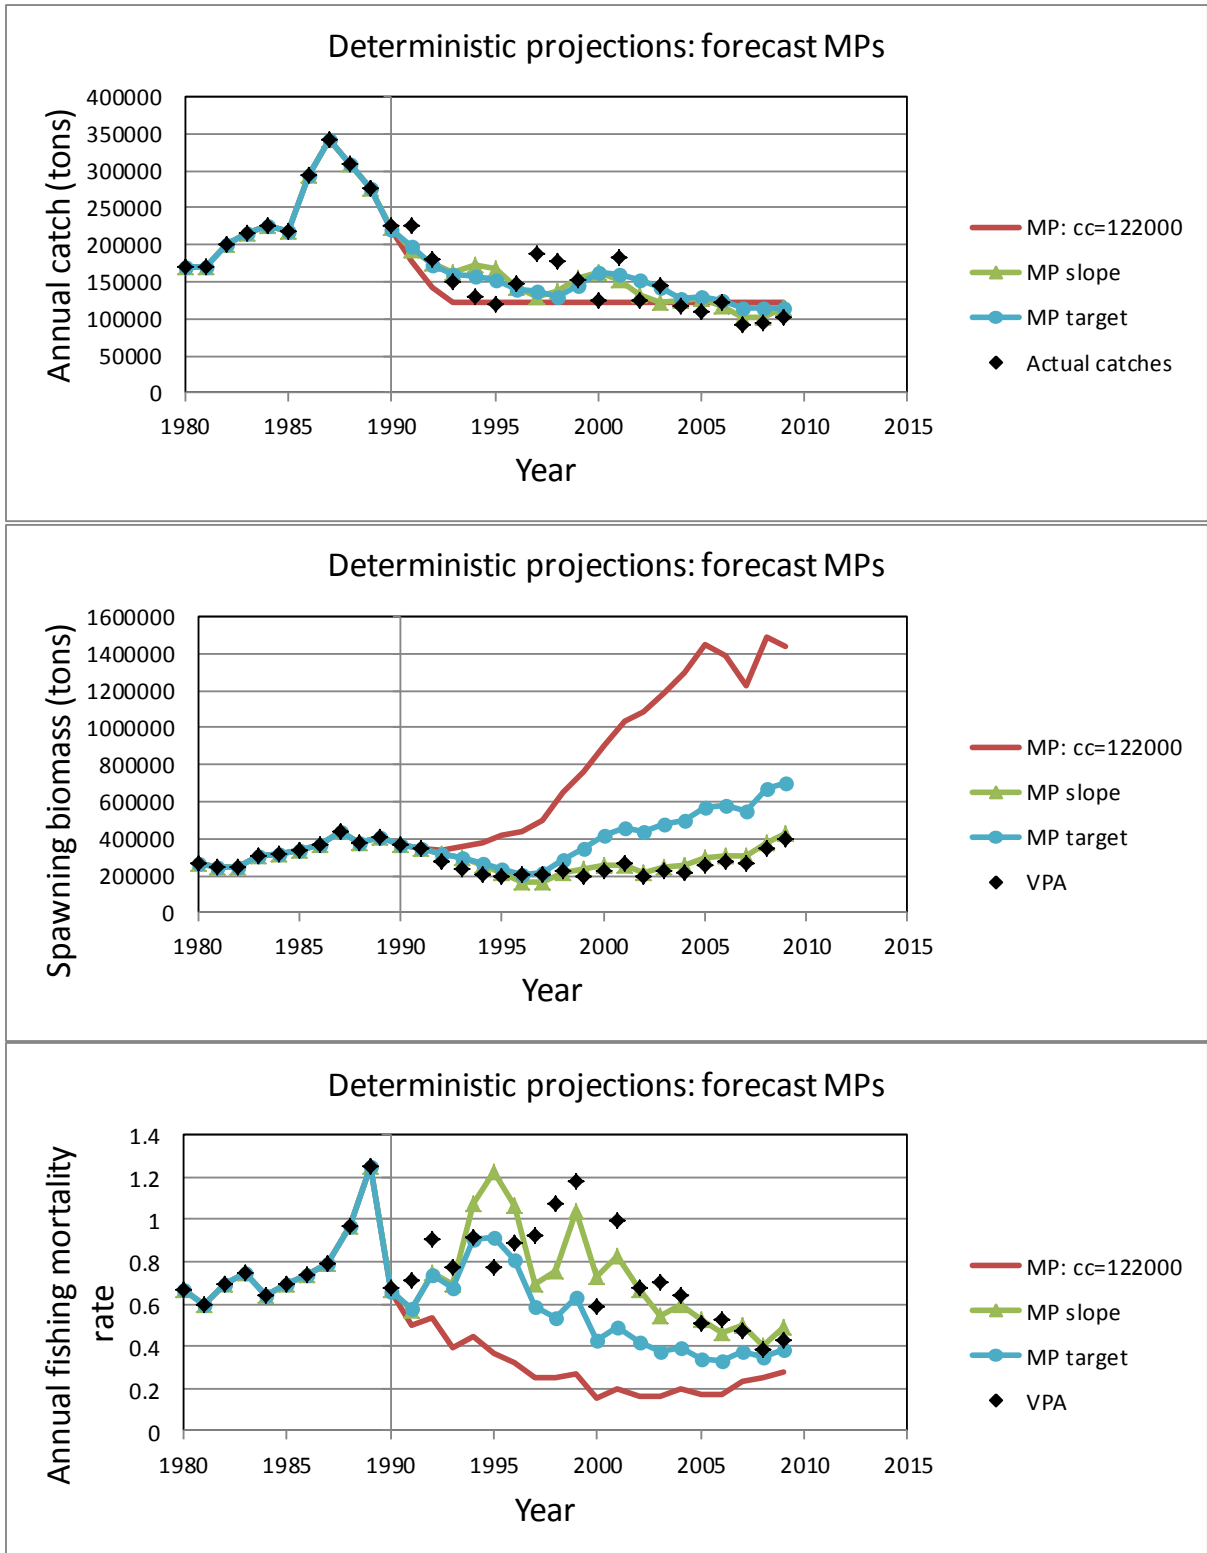 Deterministic projections: forecast MPs
Annual catch (tons)
400000
350000
300000
250000
200000
150000
100000
50000
0
1980 1985 1990 1995 2000 2005 2010 2015
Year
MP: cc=122000
MP slope
MP target
Actual catches
Deterministic projections: forecast MPs
Spawning biomass (tons)
1600000
1400000
1200000
1000000
800000
600000
400000
200000
0
1980 1985 1990 1995 2000 2005 2010 2015
Year
MP: cc=122000
MP slope
MP target
VPA
Deterministic projections: forecast MPs
Annual fishing mortality
rate
1.4
1.2
1
0.8
0.6
0.4
0.2
0
1980 1985 1990 1995 2000 2005 2010 2015
Year
MP: cc=122000
MP slope
MP target
VPA